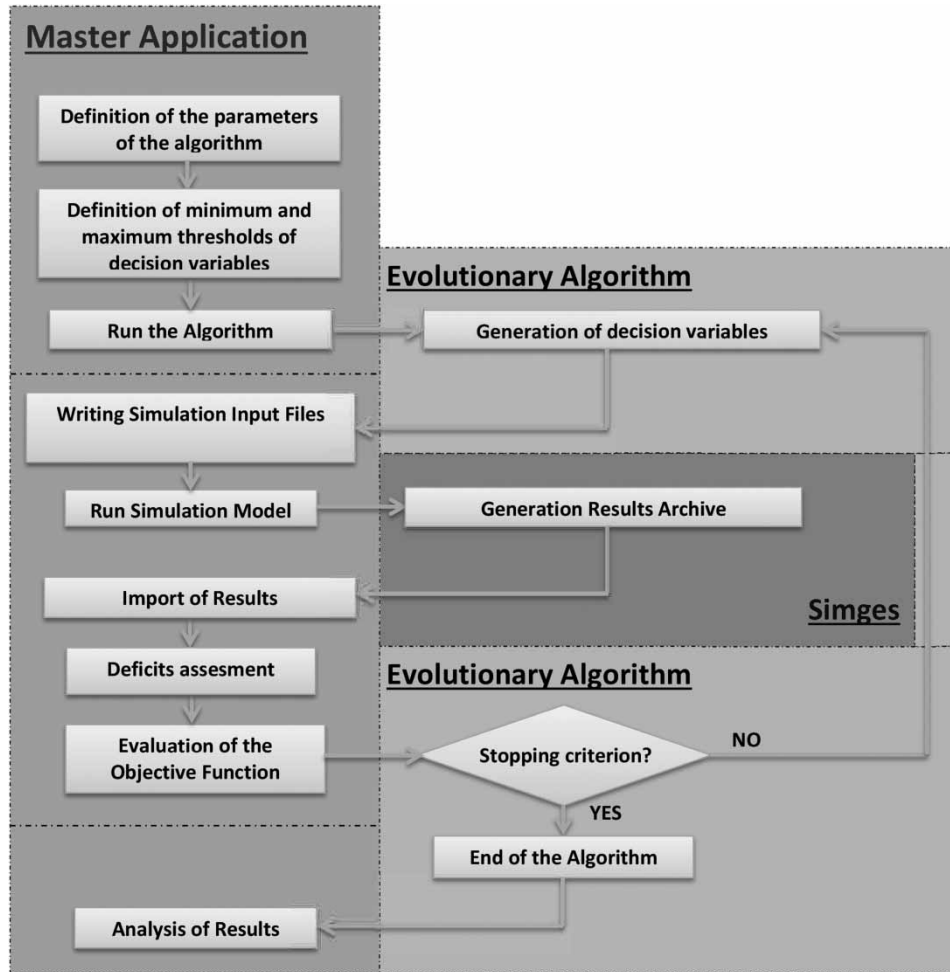 Master Application
Definition of the parameters
of the algorithm
Definition of minimum and
maximum thresholds of
decision variables
Evolutionary Algorithm
Run the Algorithm
Generation of decision variables
Writing Simulation Input Files
Run Simulation Model
Generation Results Archive
Import of Results
Simges
Deficits assesment
Evolutionary Algorithm
Evaluation of the
Objective Function
Stopping criterion?
NO
YES
End of the Algorithm
Analysis of Results